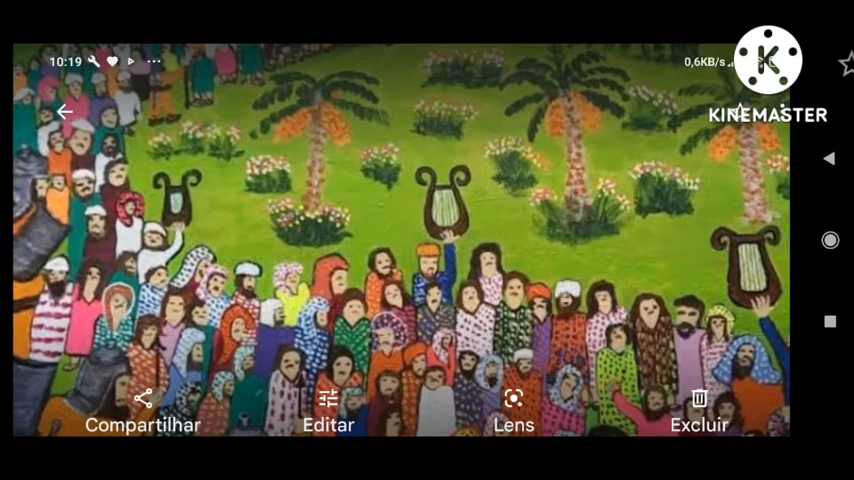 10:19
0,6KB/s
KINEMASTER
Compartilhar
Editar
Lens
Excluir